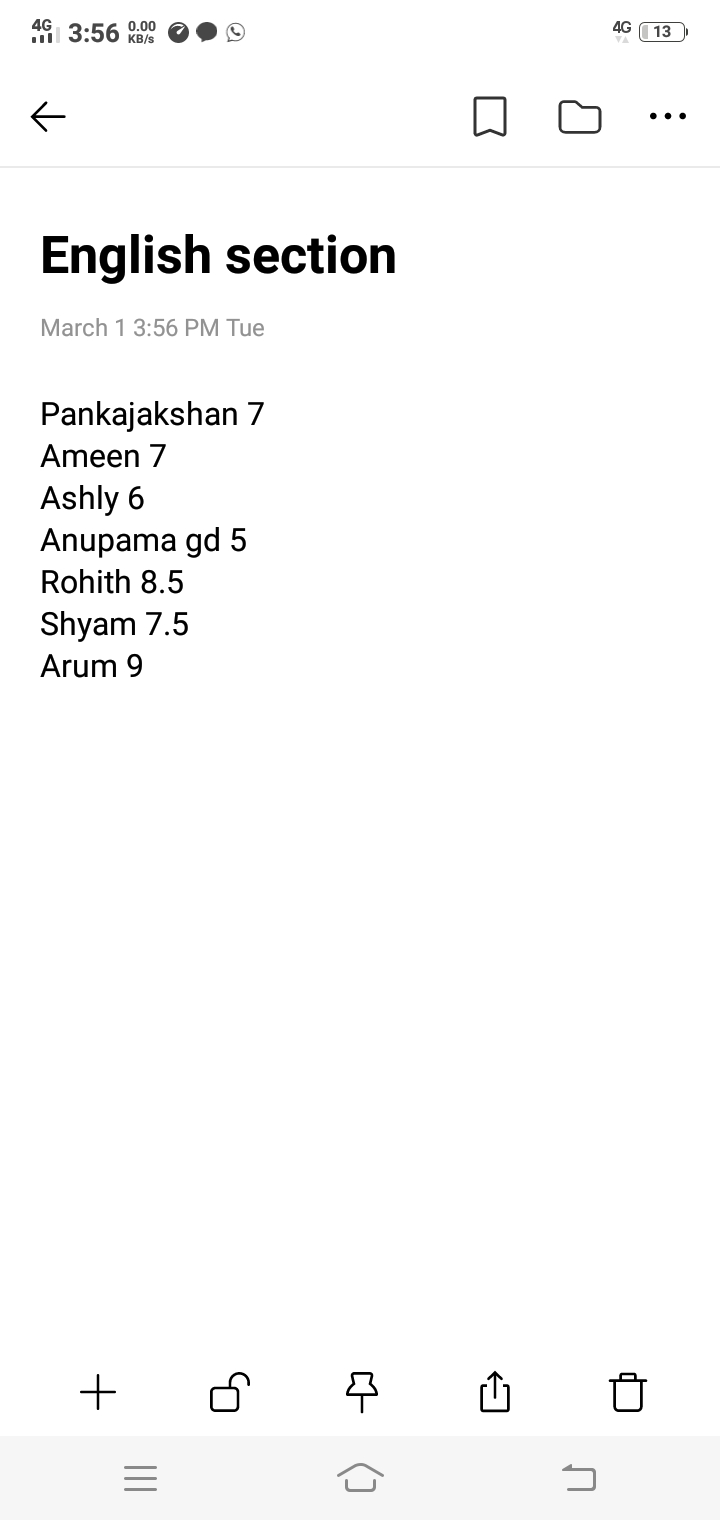 4G 3:56 0.00 KB/s 4G 13
English section
March 1 3:56 PM Tue
Pankajakshan 7
Ameen 7
Ashly 6
Anupama gd 5
Rohith 8.5
Shyam 7.5
Arum 9